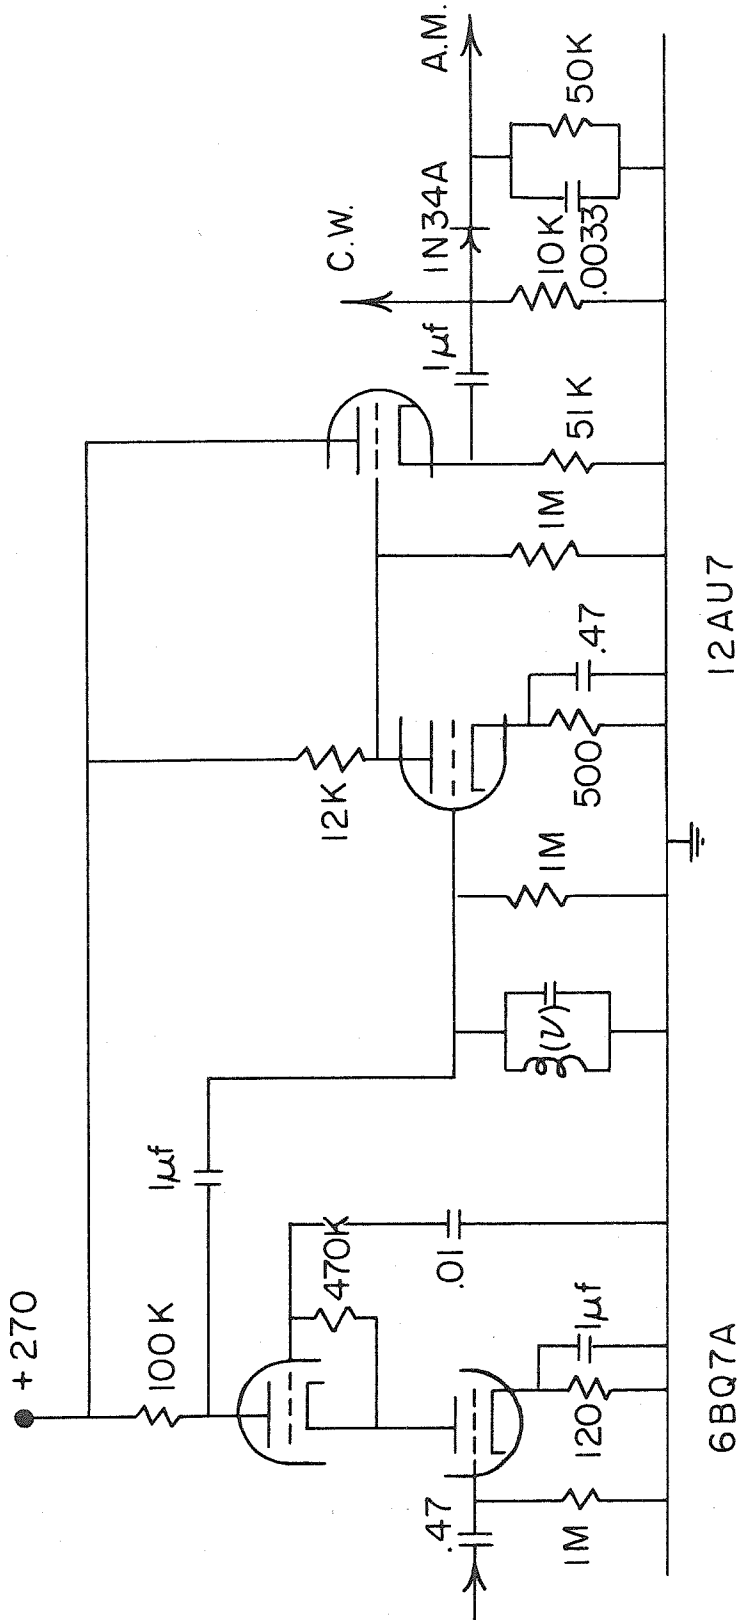 +270
100K
1μf
470K
.01
.47
1M
120
1μf
6BQ7A
(ν)
1M
12K
500
.47
12AU7
1M
51K
1μf
C.W.
1N34A
A.M.
10K
.0033
50K